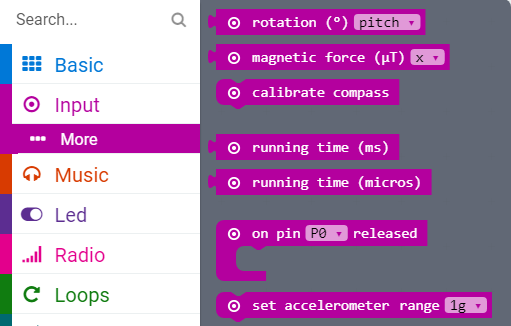 Search...
Basic
Input
More
Music
Led
Radio
Loops
rotation (°) pitch
magnetic force (µT) x
calibrate compass
running time (ms)
running time (micros)
on pin P0 released
set accelerometer range 1g